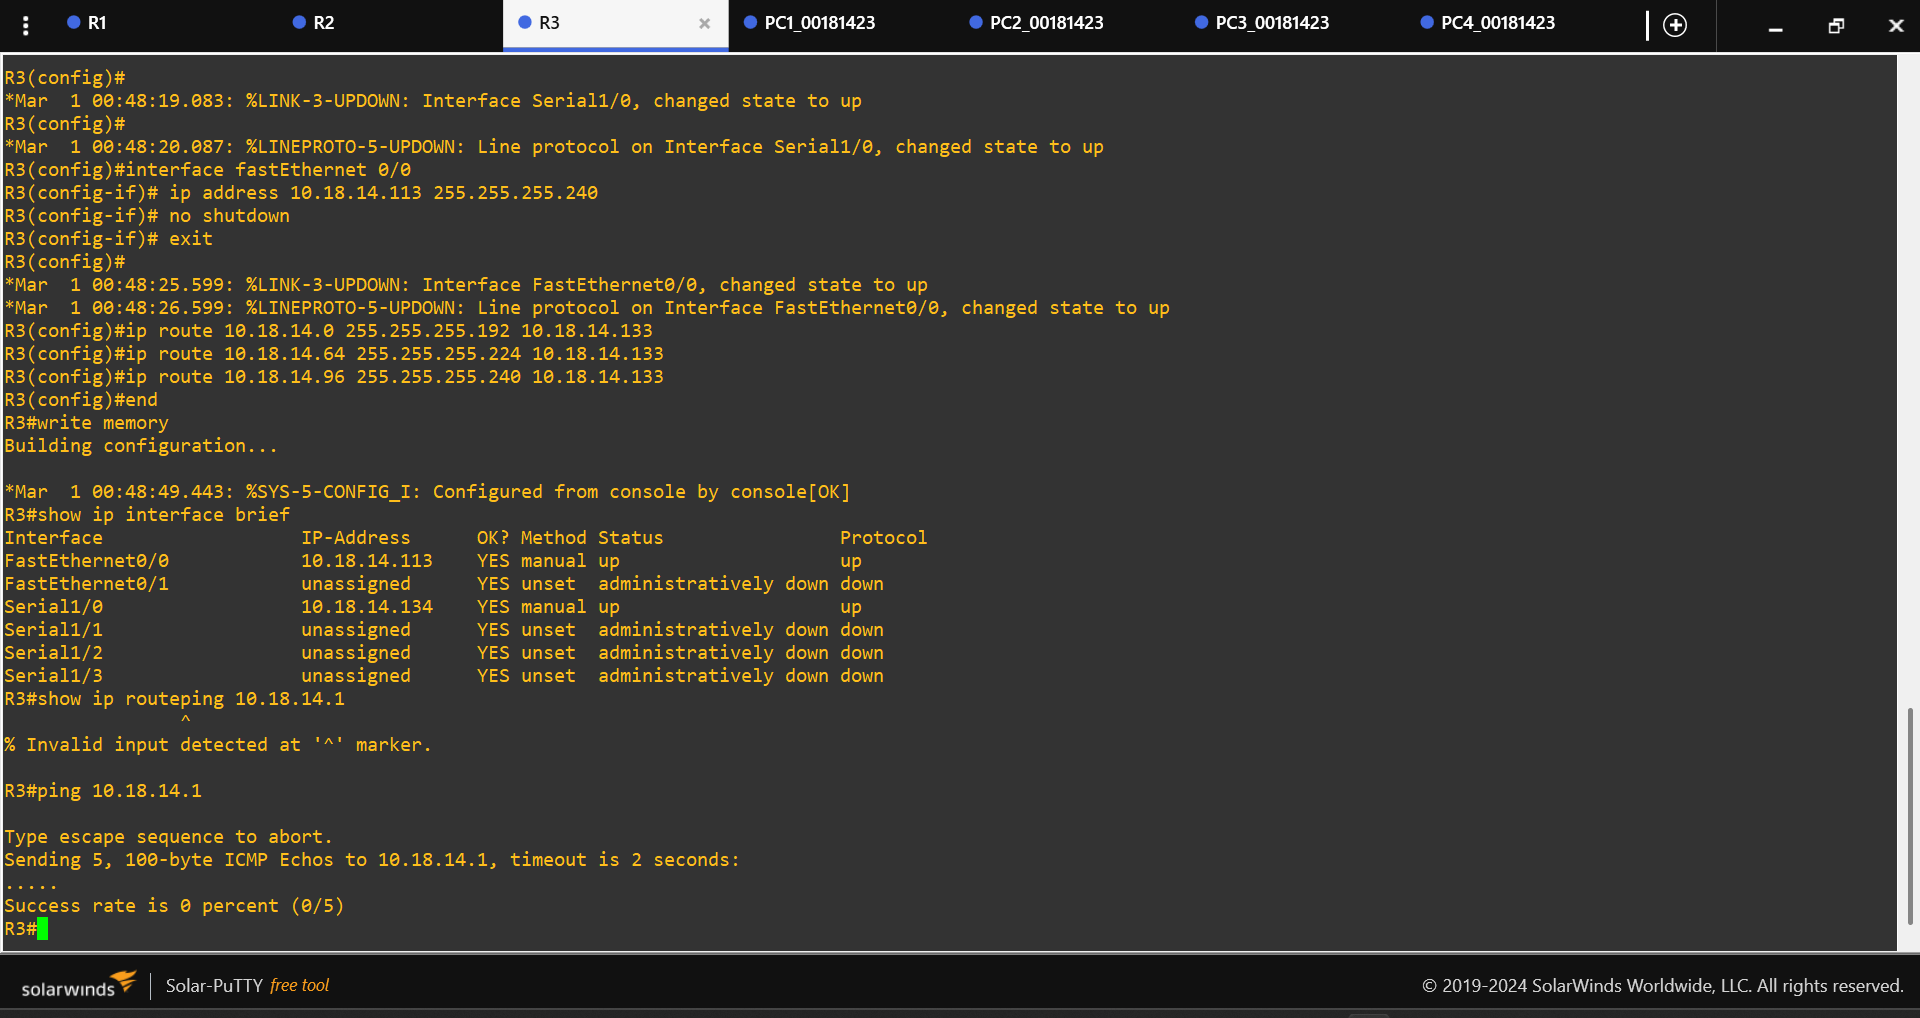 R1 R2 R3 PC1_00181423 PC2_00181423 PC3_00181423 PC4_00181423
R3(config)#
*Mar  1 00:48:19.083: %LINK-3-UPDOWN: Interface Serial1/0, changed state to up
R3(config)#
*Mar  1 00:48:20.087: %LINEPROTO-5-UPDOWN: Line protocol on Interface Serial1/0, changed state to up
R3(config)#interface fastEthernet 0/0
R3(config-if)# ip address 10.18.14.113 255.255.255.240
R3(config-if)# no shutdown
R3(config-if)# exit
R3(config)#
*Mar  1 00:48:25.599: %LINK-3-UPDOWN: Interface FastEthernet0/0, changed state to up
*Mar  1 00:48:26.599: %LINEPROTO-5-UPDOWN: Line protocol on Interface FastEthernet0/0, changed state to up
R3(config)#ip route 10.18.14.0 255.255.255.192 10.18.14.133
R3(config)#ip route 10.18.14.64 255.255.255.224 10.18.14.133
R3(config)#ip route 10.18.14.96 255.255.255.240 10.18.14.133
R3(config)#end
R3#write memory
Building configuration...
*Mar  1 00:48:49.443: %SYS-5-CONFIG_I: Configured from console by console[OK]
R3#show ip interface brief
Interface                  IP-Address      OK? Method Status                Protocol
FastEthernet0/0            10.18.14.113    YES manual up                    up
FastEthernet0/1            unassigned      YES unset  administratively down down
Serial1/0                  10.18.14.134    YES manual up                    up
Serial1/1                  unassigned      YES unset  administratively down down
Serial1/2                  unassigned      YES unset  administratively down down
Serial1/3                  unassigned      YES unset  administratively down down
R3#show ip routeping 10.18.14.1
^
% Invalid input detected at '^' marker.
R3#ping 10.18.14.1
Type escape sequence to abort.
Sending 5, 100-byte ICMP Echos to 10.18.14.1, timeout is 2 seconds:
.....
Success rate is 0 percent (0/5)
R3#
solarwinds Solar-PuTTY free tool © 2019-2024 SolarWinds Worldwide, LLC. All rights reserved.